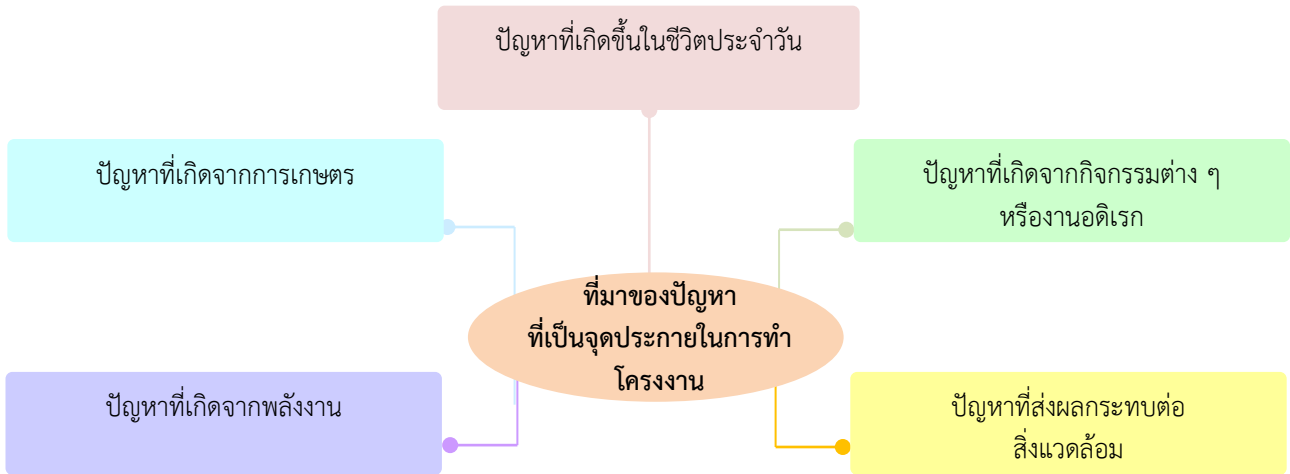 ปัญหาที่เกิดขึ้นในชีวิตประจำวัน
ปัญหาที่เกิดจากการเกษตร
ปัญหาที่เกิดจากกิจกรรมต่าง ๆ
หรืองานอดิเรก
ที่มาของปัญหา
ที่เป็นจุดประกายในการทำ
โครงงาน
ปัญหาที่เกิดจากพลังงาน
ปัญหาที่ส่งผลกระทบต่อ
สิ่งแวดล้อม